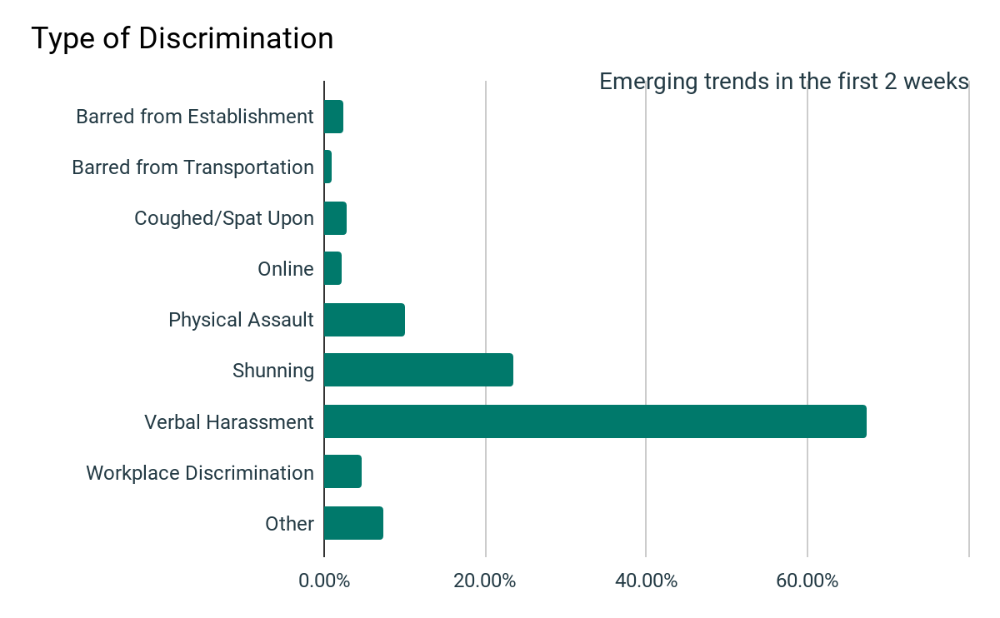 Type of Discrimination
Emerging trends in the first 2 weeks
Barred from Establishment
Barred from Transportation
Coughed/Spat Upon
Online
Physical Assault
Shunning
Verbal Harassment
Workplace Discrimination
Other
0.00% 20.00% 40.00% 60.00%